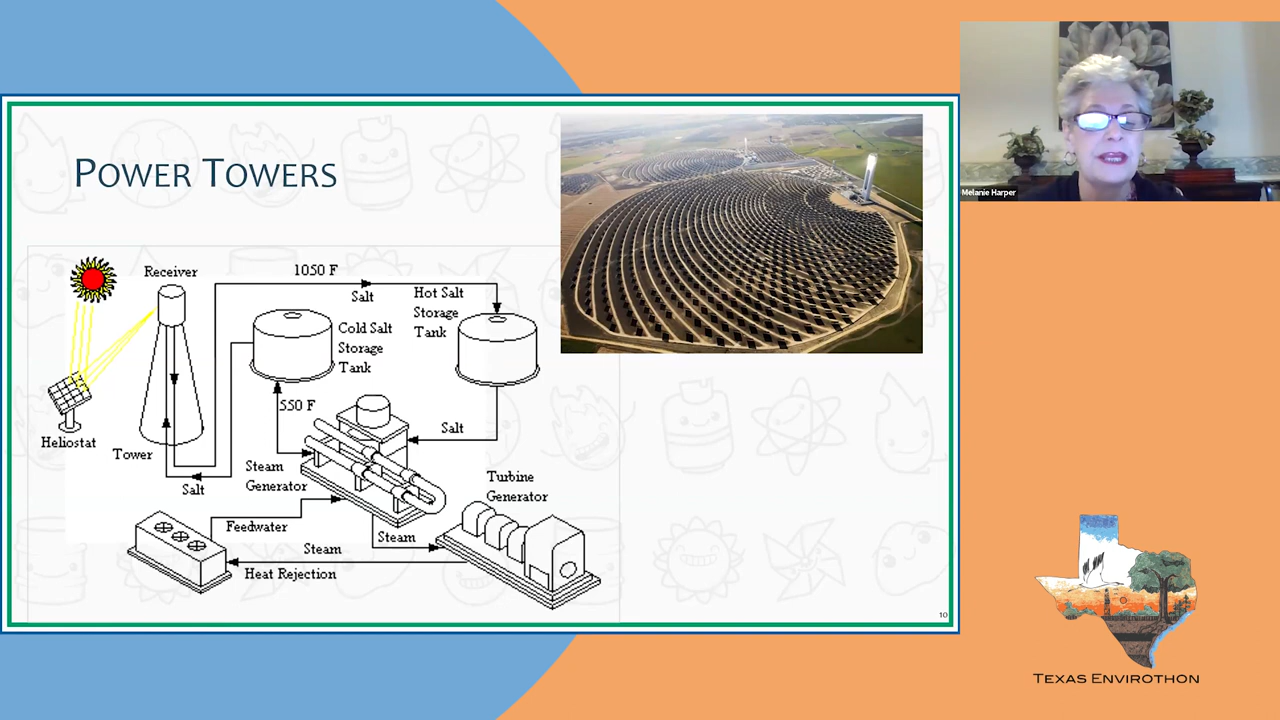 POWER TOWERS
Receiver
1050 F
Salt
Hot Salt
Storage
Tank
Cold Salt
Storage
Tank
550 F
Heliostat
Tower
Salt
Salt
Steam
Generator
Turbine
Generator
Feedwater
Steam
Steam
Heat Rejection
10
Melanie Harper
TEXAS ENVIROTHON